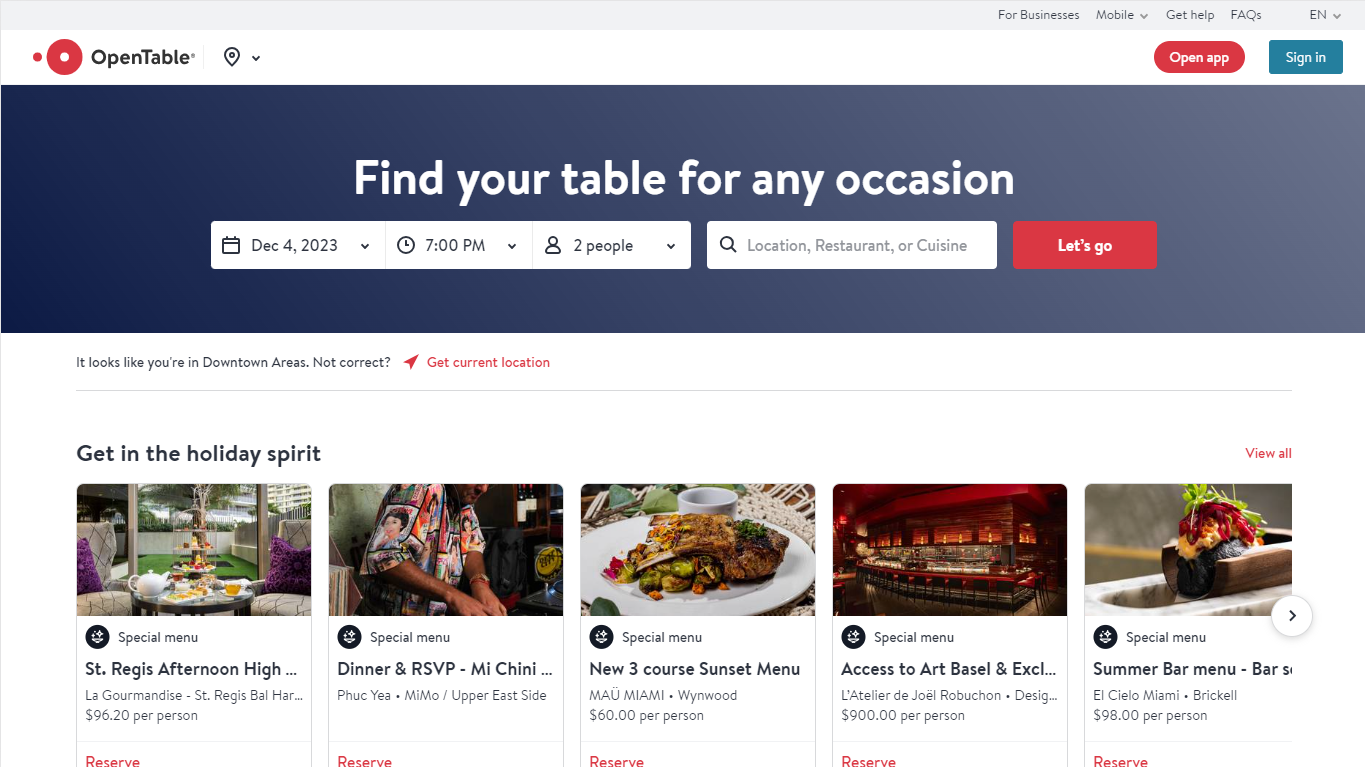 For Businesses Mobile Get help FAQs EN
OpenTable® Open app Sign in
Find your table for any occasion
Dec 4, 2023 7:00 PM 2 people Location, Restaurant, or Cuisine Let's go
It looks like you're in Downtown Areas. Not correct? Get current location
Get in the holiday spirit View all
Special menu
St. Regis Afternoon High ...
La Gourmandise - St. Regis Bal Har...
$96.20 per person
Reserve
Special menu
Dinner & RSVP - Mi Chini ...
Phuc Yea • MiMo / Upper East Side
Reserve
Special menu
New 3 course Sunset Menu
MAÜ MIAMI • Wynwood
$60.00 per person
Reserve
Special menu
Access to Art Basel & Excl...
L'Atelier de Joël Robuchon • Desig...
$900.00 per person
Reserve
Special menu
Summer Bar menu - Bar se
El Cielo Miami • Brickell
$98.00 per person
Reserve